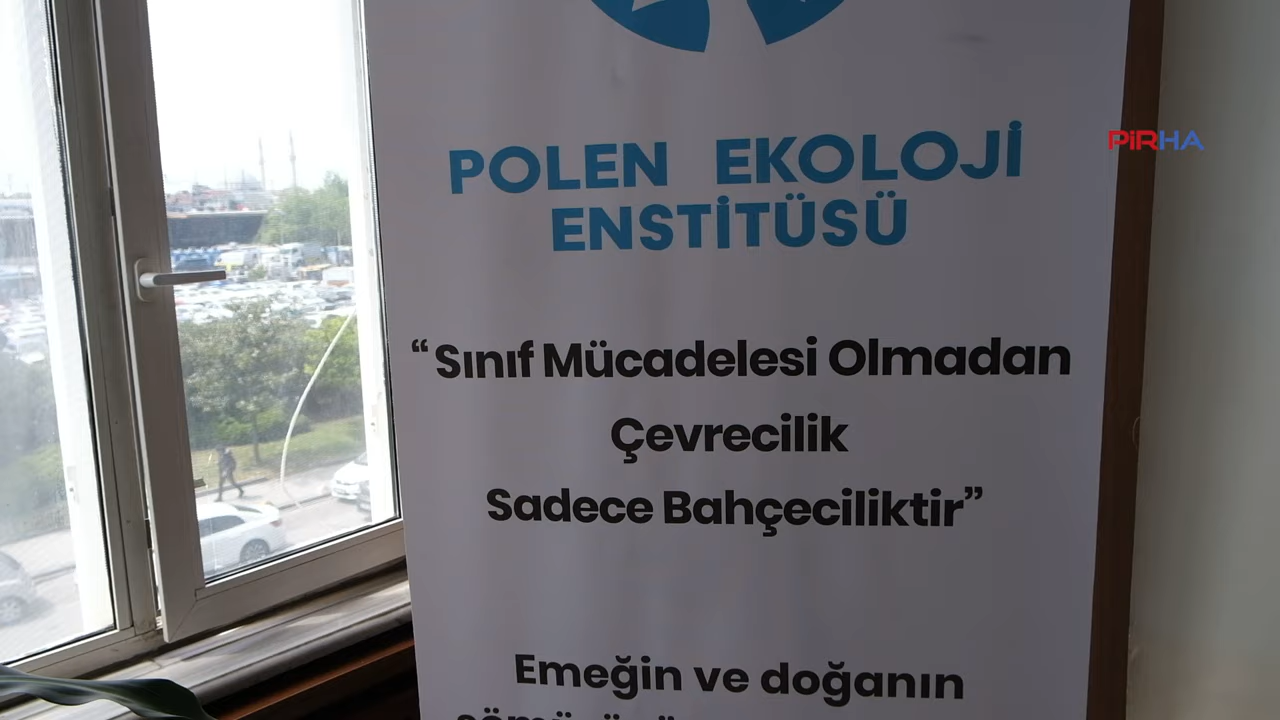 POLEN EKOLOJİ
ENSTİTÜSÜ
PİRHA
“Sınıf Mücadelesi Olmadan
Çevrecilik
Sadece Bahçeciliktir”
Emeğin ve doğanın